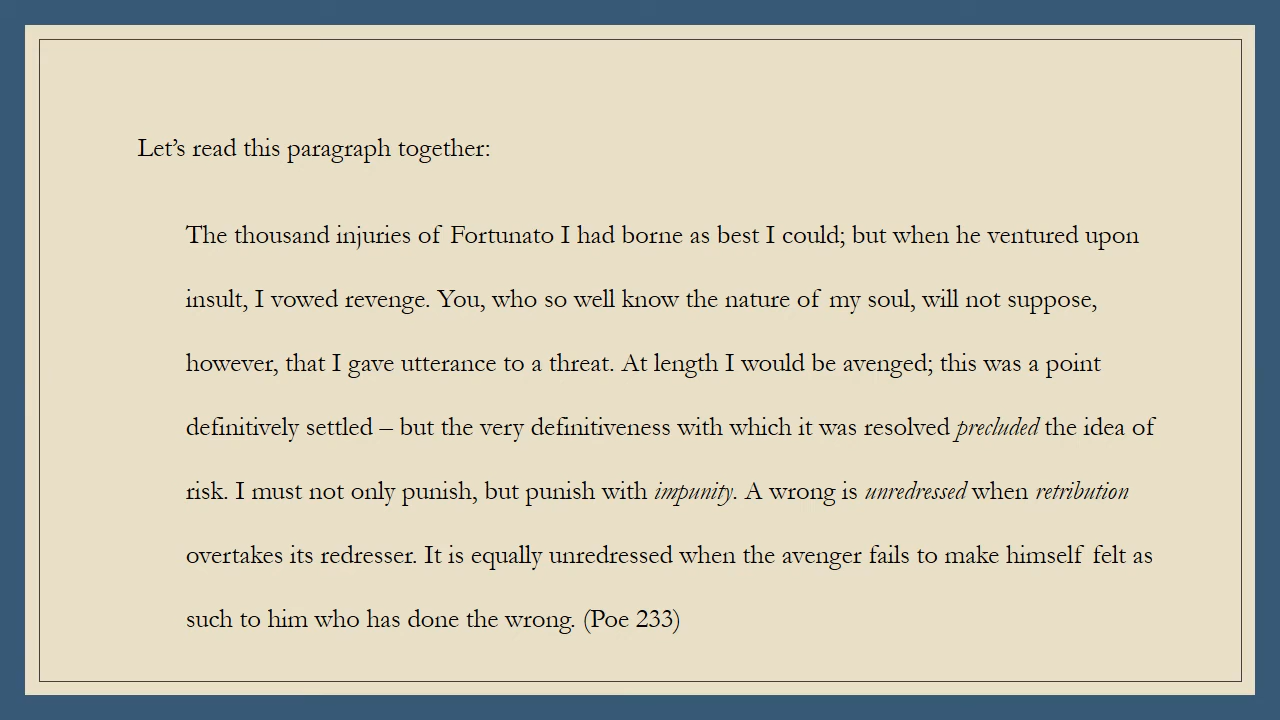 Let’s read this paragraph together:
The thousand injuries of Fortunato I had borne as best I could; but when he ventured upon
insult, I vowed revenge. You, who so well know the nature of my soul, will not suppose,
however, that I gave utterance to a threat. At length I would be avenged; this was a point
definitively settled – but the very definitiveness with which it was resolved precluded the idea of
risk. I must not only punish, but punish with impunity. A wrong is unredressed when retribution
overtakes its redresser. It is equally unredressed when the avenger fails to make himself felt as
such to him who has done the wrong. (Poe 233)